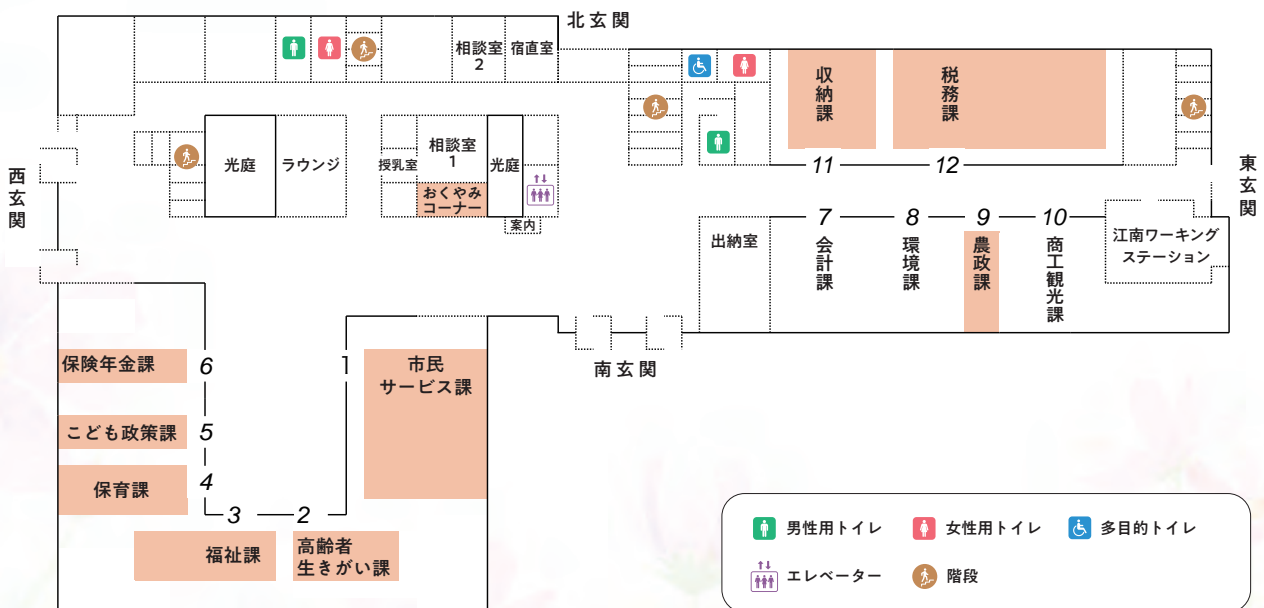 北玄関
相談室
2
宿直室
収納課
税務課
光庭
ラウンジ
授乳室
相談室
1
光庭
おくやみ
コーナー
案内
11
12
西玄関
東玄関
出納室
7
会計課
8
環境課
9
農政課
10
商工観光課
江南ワーキング
ステーション
南玄関
保険年金課
6
1
市民
サービス課
こども政策課
5
保育課
4
3
2
福祉課
高齢者
生きがい課
男性用トイレ
女性用トイレ
多目的トイレ
エレベーター
階段